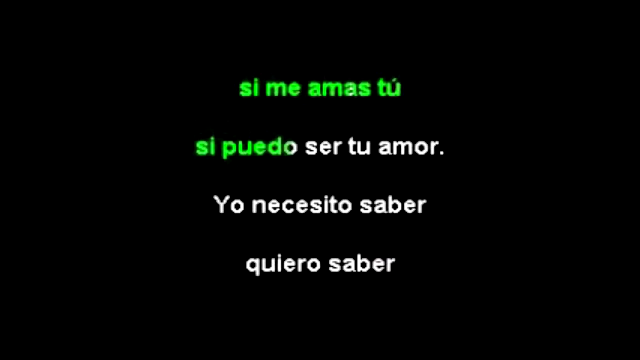 si me amas tú
si puedo ser tu amor.
Yo necesito saber
quiero saber